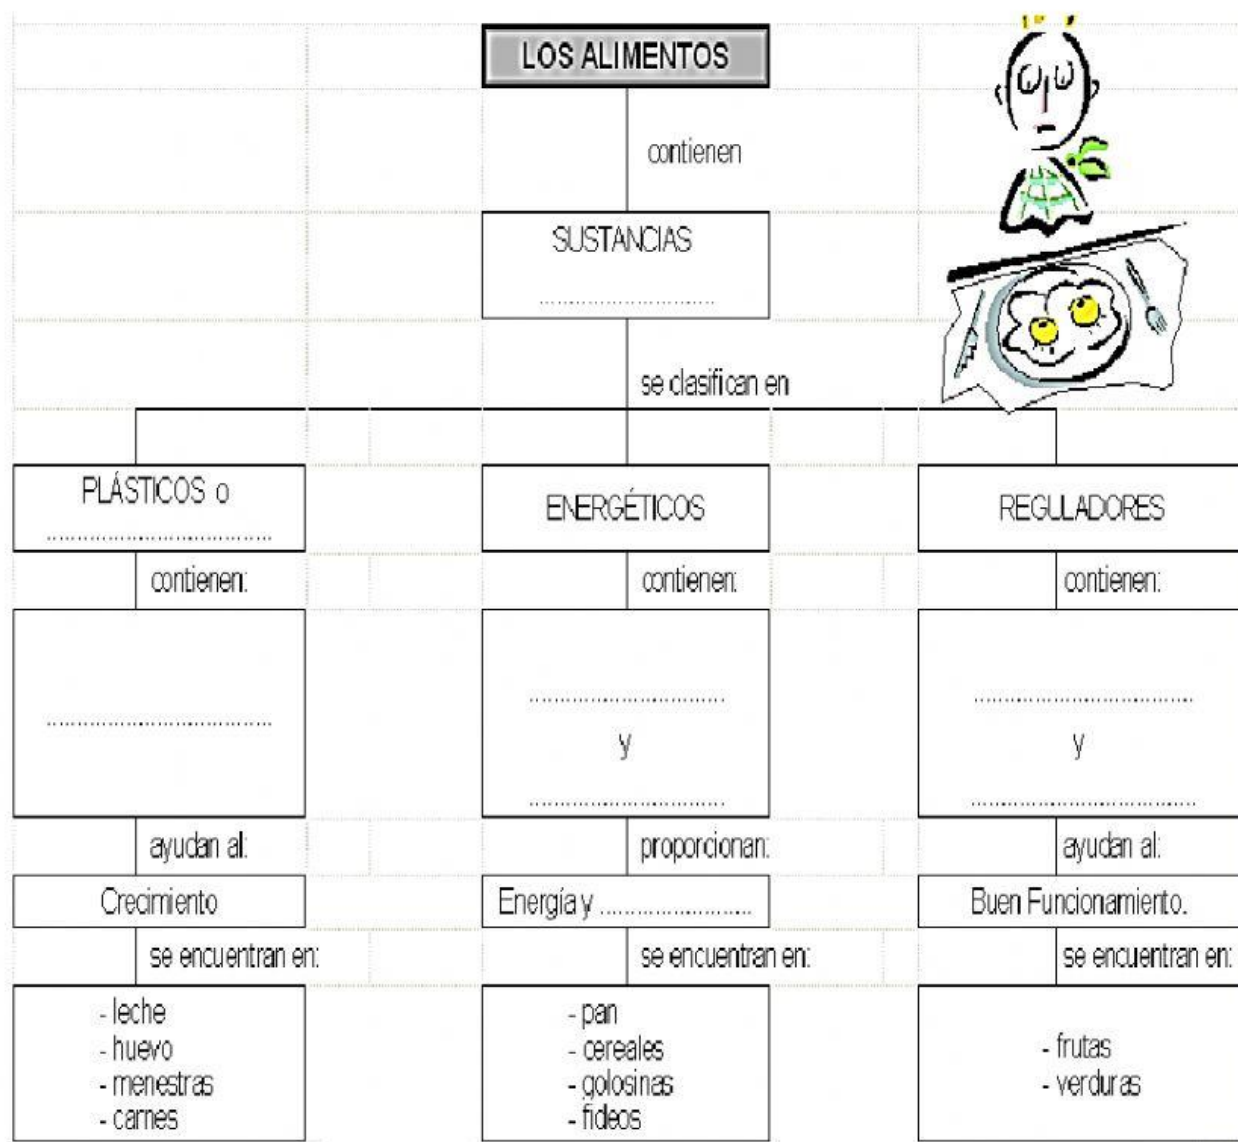 LOS ALIMENTOS
contienen
SUSTANCIAS
..............................
se clasifican en
PLÁSTICOS o
......................................
ENERGÉTICOS
REGULADORES
contienen:
contienen:
contienen:
......................................
.................................
y
.................................
.....................................
y
......................................
ayudan al:
proporcionan:
ayudan al:
Crecimiento
Energía y ..........................
Buen Funcionamiento.
se encuentran en:
se encuentran en:
se encuentran en:
- leche
- huevo
- menestras
- carnes
- pan
- cereales
- golosinas
- fideos
- frutas
- verduras